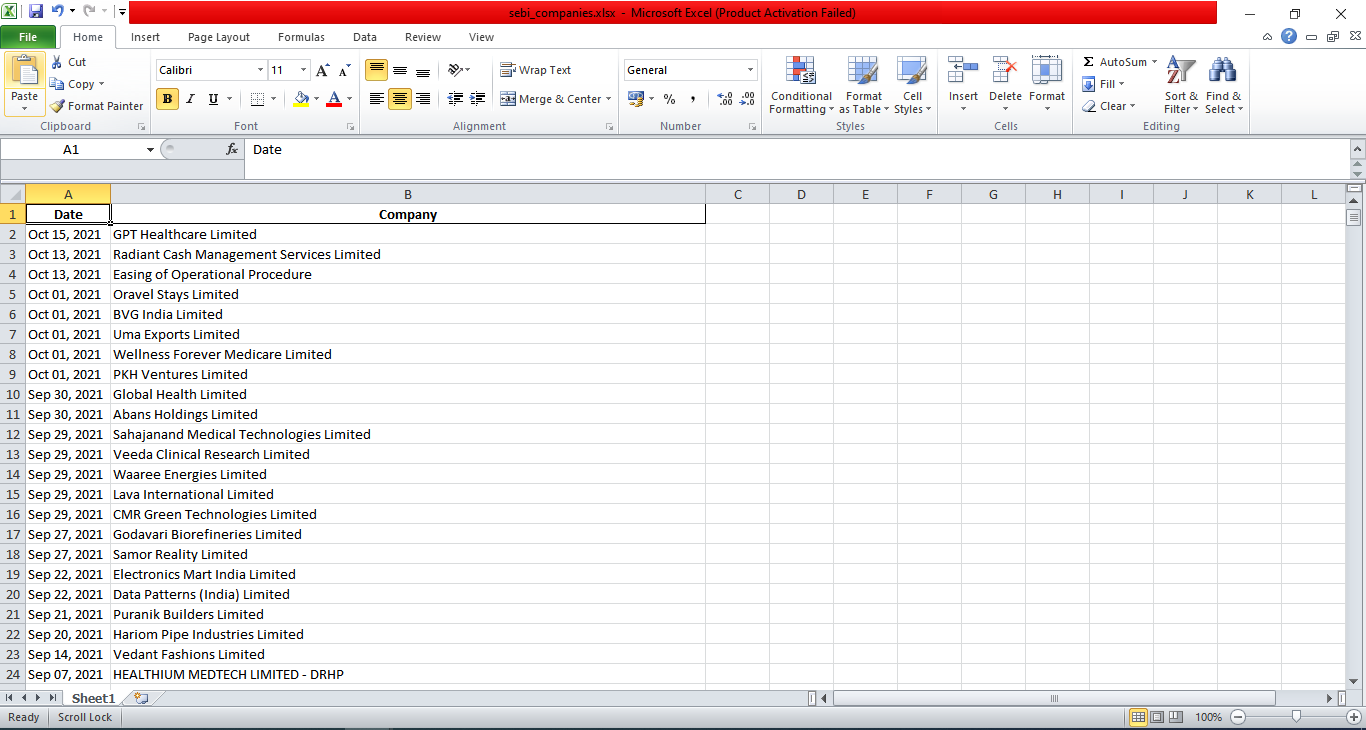 sebi_companies.xlsx - Microsoft Excel (Product Activation Failed)
File Home Insert Page Layout Formulas Data Review View
Paste
Cut
Copy
Format Painter
Clipboard
Calibri 11
B I U
Font
Wrap Text
Merge & Center
Alignment
General
Number
Conditional Formatting
Format as Table
Cell Styles
Styles
Insert Delete Format
Cells
AutoSum
Fill
Clear
Sort & Filter
Find & Select
Editing
A1 fx Date
A B C D E F G H I J K L
1 Date Company
2 Oct 15, 2021 GPT Healthcare Limited
3 Oct 13, 2021 Radiant Cash Management Services Limited
4 Oct 13, 2021 Easing of Operational Procedure
5 Oct 01, 2021 Oravel Stays Limited
6 Oct 01, 2021 BVG India Limited
7 Oct 01, 2021 Uma Exports Limited
8 Oct 01, 2021 Wellness Forever Medicare Limited
9 Oct 01, 2021 PKH Ventures Limited
10 Sep 30, 2021 Global Health Limited
11 Sep 30, 2021 Abans Holdings Limited
12 Sep 29, 2021 Sahajanand Medical Technologies Limited
13 Sep 29, 2021 Veeda Clinical Research Limited
14 Sep 29, 2021 Waaree Energies Limited
15 Sep 29, 2021 Lava International Limited
16 Sep 29, 2021 CMR Green Technologies Limited
17 Sep 27, 2021 Godavari Biorefineries Limited
18 Sep 27, 2021 Samor Reality Limited
19 Sep 22, 2021 Electronics Mart India Limited
20 Sep 22, 2021 Data Patterns (India) Limited
21 Sep 21, 2021 Puranik Builders Limited
22 Sep 20, 2021 Hariom Pipe Industries Limited
23 Sep 14, 2021 Vedant Fashions Limited
24 Sep 07, 2021 HEALTHIUM MEDTECH LIMITED - DRHP
Sheet1
Ready Scroll Lock 100%